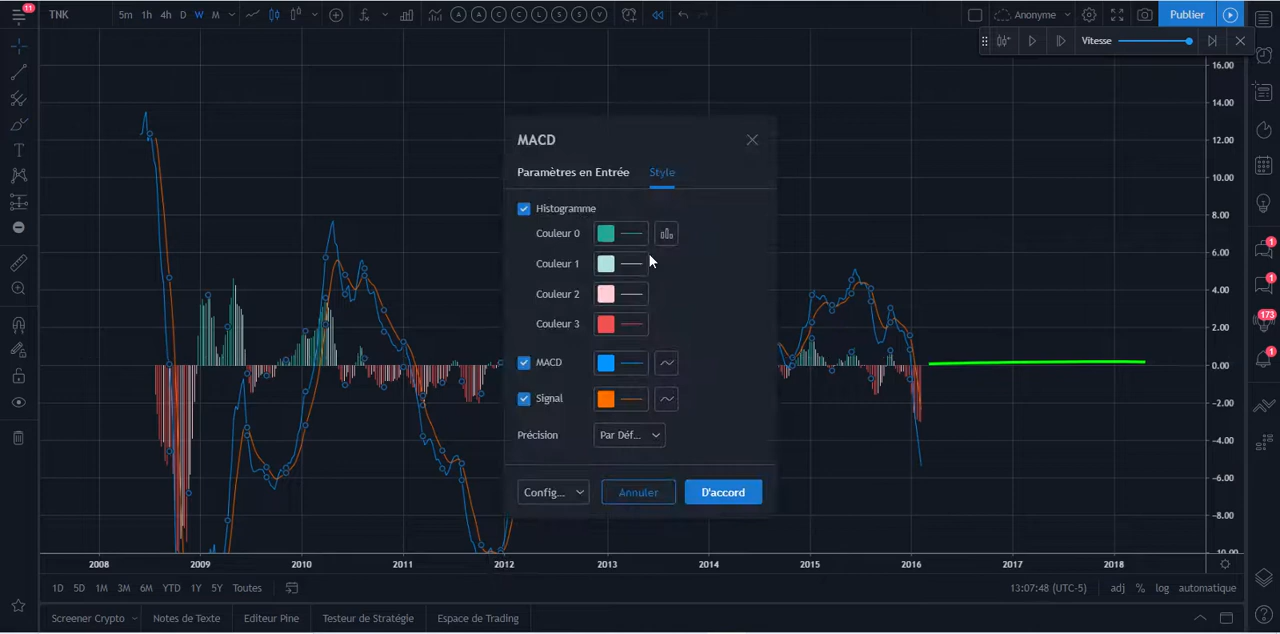 11
TNK
5m 1h 4h D W M
Anonyme
Publier
Vitesse
MACD
Paramètres en Entrée Style
Histogramme
Couleur 0
Couleur 1
Couleur 2
Couleur 3
MACD
Signal
Précision Par Déf...
Config... Annuler D'accord
16.00
14.00
12.00
10.00
8.00
6.00
4.00
2.00
0.00
-2.00
-4.00
-6.00
-8.00
-10.00
1
1
173
1
2008 2009 2010 2011 2012 2013 2014 2015 2016 2017 2018
1D 5D 1M 3M 6M YTD 1Y 5Y Toutes 13:07:48 (UTC-5) adj % log automatique
Screener Crypto Notes de Texte Editeur Pine Testeur de Stratégie Espace de Trading